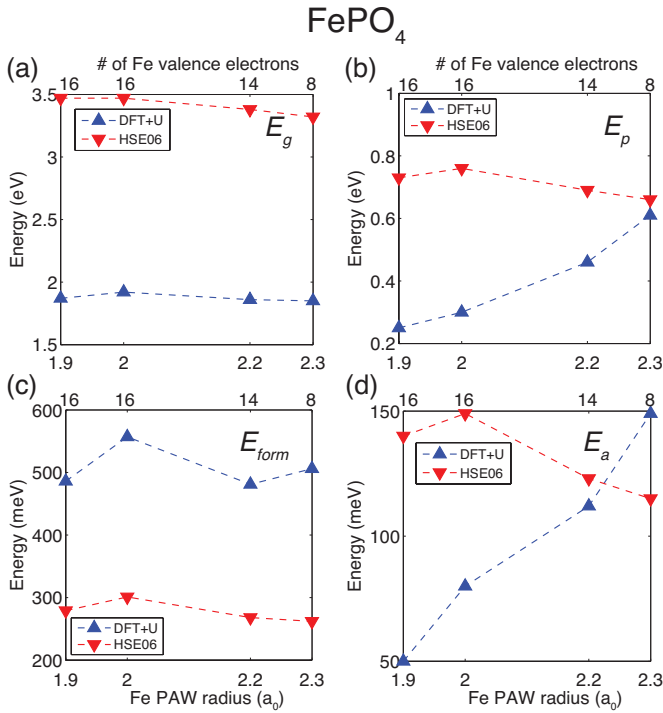 FePO4
# of Fe valence electrons
# of Fe valence electrons
(a)
16
16
14
8
(b)
16
16
14
8
3.5
3
2.5
2
1.5
Energy (eV)
DFT+U
HSE06
Eg
1.9
2
2.2
2.3
1
0.8
0.6
0.4
0.2
Energy (eV)
DFT+U
HSE06
Ep
1.9
2
2.2
2.3
(c)
16
16
14
8
(d)
16
16
14
8
600
500
400
300
200
Energy (meV)
Eform
DFT+U
HSE06
1.9
2
2.2
2.3
Fe PAW radius (a0)
150
100
50
Energy (meV)
DFT+U
HSE06
Ea
1.9
2
2.2
2.3
Fe PAW radius (a0)